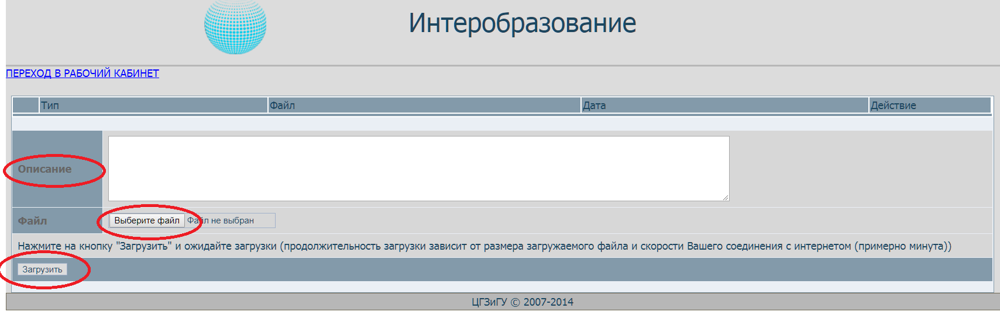 Интеробразование
ПЕРЕХОД В РАБОЧИЙ КАБИНЕТ
Тип Файл Дата Действие
Описание
Файл Выберите файл Файл не выбран
Нажмите на кнопку "Загрузить" и ожидайте загрузки (продолжительность загрузки зависит от размера загружаемого файла и скорости Вашего соединения с интернетом (примерно минута))
Загрузить
ЦГЗиГУ © 2007-2014